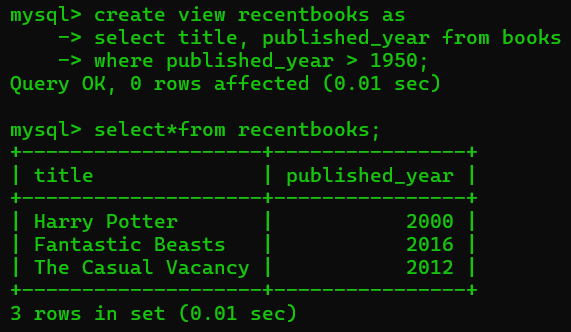 mysql> create view recentbooks as
    -> select title, published_year from books
    -> where published_year > 1950;
Query OK, 0 rows affected (0.01 sec)

mysql> select*from recentbooks;
+--------------------+----------------+
| title              | published_year |
+--------------------+----------------+
| Harry Potter       |           2000 |
| Fantastic Beasts   |           2016 |
| The Casual Vacancy |           2012 |
+--------------------+----------------+
3 rows in set (0.01 sec)